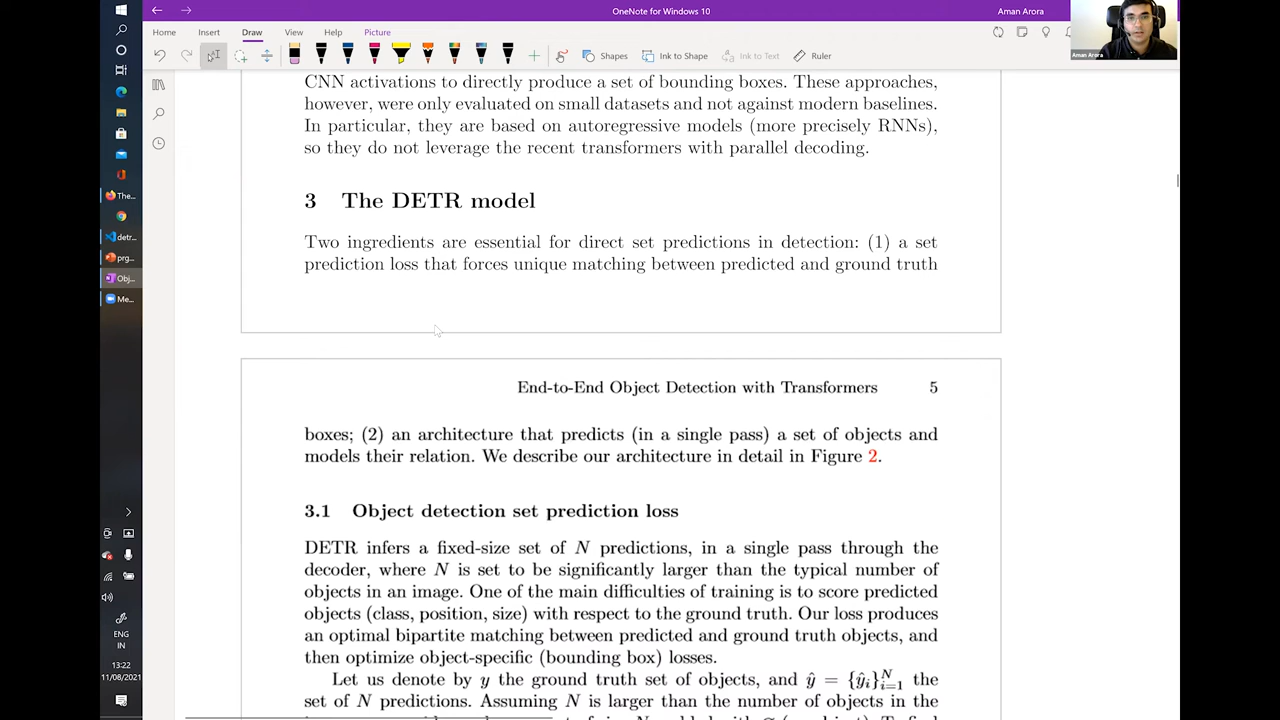 OneNote for Windows 10
Aman Arora
Home Insert Draw View Help Picture
Shapes Ink to Shape Ink to Text Ruler
Aman Arora
The...
detr...
prg...
Obj...
Me...
ENG
IN
13:22
11/08/2021
CNN activations to directly produce a set of bounding boxes. These approaches,
however, were only evaluated on small datasets and not against modern baselines.
In particular, they are based on autoregressive models (more precisely RNNs),
so they do not leverage the recent transformers with parallel decoding.
3 The DETR model
Two ingredients are essential for direct set predictions in detection: (1) a set
prediction loss that forces unique matching between predicted and ground truth
End-to-End Object Detection with Transformers 5
boxes; (2) an architecture that predicts (in a single pass) a set of objects and
models their relation. We describe our architecture in detail in Figure 2.
3.1 Object detection set prediction loss
DETR infers a fixed-size set of N predictions, in a single pass through the
decoder, where N is set to be significantly larger than the typical number of
objects in an image. One of the main difficulties of training is to score predicted
objects (class, position, size) with respect to the ground truth. Our loss produces
an optimal bipartite matching between predicted and ground truth objects, and
then optimize object-specific (bounding box) losses.
Let us denote by y the ground truth set of objects, and ŷ = {ŷᵢ}ᴺᵢ₌₁ the
set of N predictions. Assuming N is larger than the number of objects in the